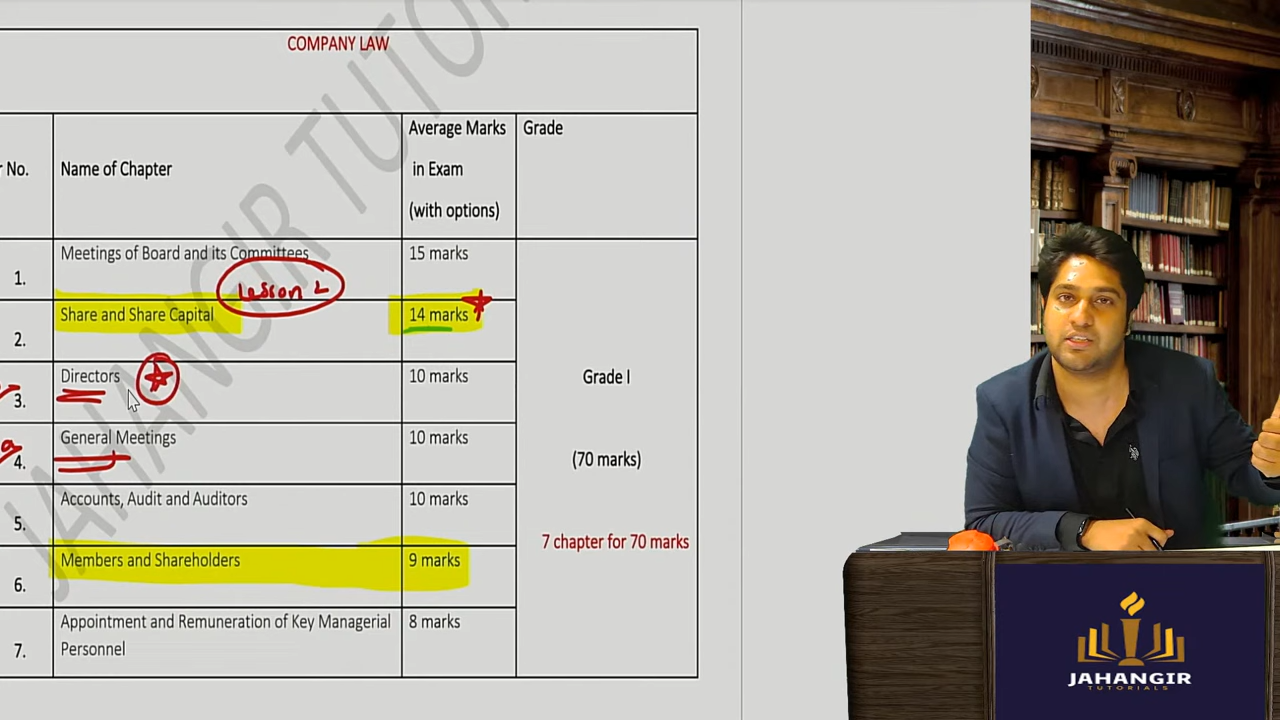 COMPANY LAW
r No.
Name of Chapter
Average Marks
in Exam
(with options)
Grade
1.
Meetings of Board and its Committees
15 marks
Lesson 2
2.
Share and Share Capital
14 marks
3.
Directors
10 marks
Grade I
4.
General Meetings
10 marks
(70 marks)
5.
Accounts, Audit and Auditors
10 marks
7 chapter for 70 marks
6.
Members and Shareholders
9 marks
7.
Appointment and Remuneration of Key Managerial
Personnel
8 marks
JAHANGIR TUTOR
JAHANGIR
TUTORIALS